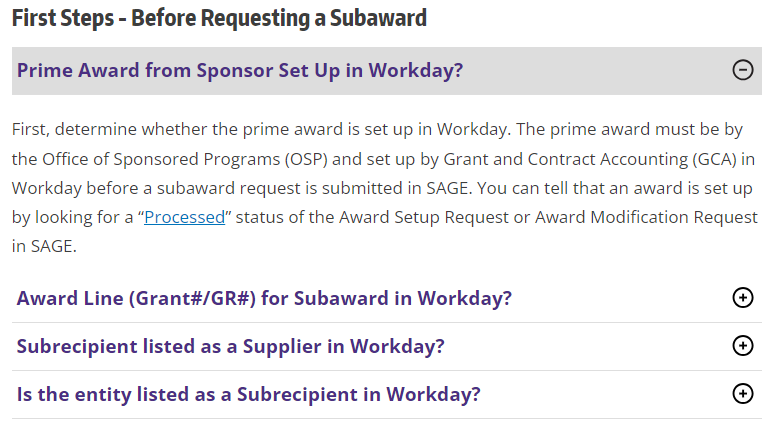 First Steps - Before Requesting a Subaward
Prime Award from Sponsor Set Up in Workday?
First, determine whether the prime award is set up in Workday. The prime award must be by
the Office of Sponsored Programs (OSP) and set up by Grant and Contract Accounting (GCA) in
Workday before a subaward request is submitted in SAGE. You can tell that an award is set up
by looking for a “Processed” status of the Award Setup Request or Award Modification Request
in SAGE.
Award Line (Grant#/GR#) for Subaward in Workday?
Subrecipient listed as a Supplier in Workday?
Is the entity listed as a Subrecipient in Workday?